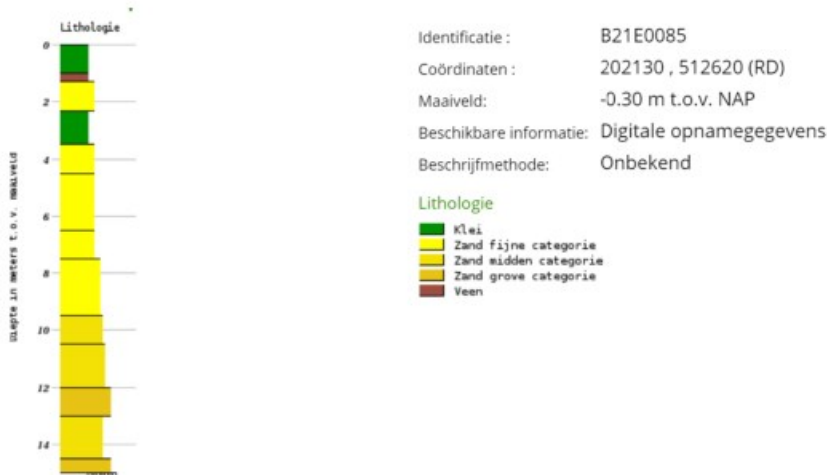 Lithologie
0
2
4
6
8
10
12
14
Diepte in meters t.o.v. maaiveld
Identificatie : B21E0085
Coördinaten : 202130 , 512620 (RD)
Maaiveld: -0.30 m t.o.v. NAP
Beschikbare informatie: Digitale opnamegegevens
Beschrijfmethode: Onbekend
Lithologie
Klei
Zand fijne categorie
Zand midden categorie
Zand grove categorie
Veen